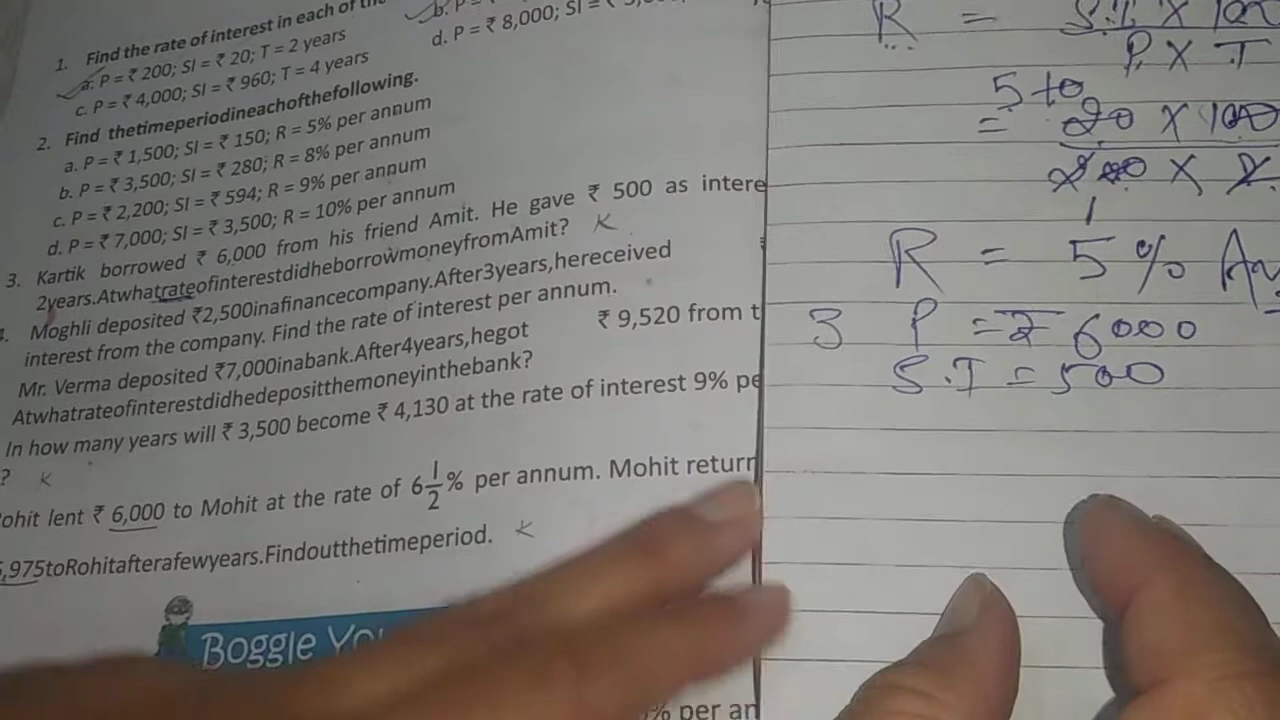 1. Find the rate of interest in each of the
a. P = ₹ 200; SI = ₹ 20; T = 2 years
b. P =
c. P = ₹ 4,000; SI = ₹ 960; T = 4 years
d. P = ₹ 8,000; SI = ₹
2. Find thetimeperiodineachofthefollowing.
a. P = ₹ 1,500; SI = ₹ 150; R = 5% per annum
b. P = ₹ 3,500; SI = ₹ 280; R = 8% per annum
c. P = ₹ 2,200; SI = ₹ 594; R = 9% per annum
d. P = ₹ 7,000; SI = ₹ 3,500; R = 10% per annum
3. Kartik borrowed ₹ 6,000 from his friend Amit. He gave ₹ 500 as intere
2years.AtwhatrateofinterestdidheborrowmoneyfromAmit? K
Moghli deposited ₹2,500inafinancecompany.After3years,hereceived
interest from the company. Find the rate of interest per annum.
Mr. Verma deposited ₹7,000inabank.After4years,hegot ₹ 9,520 from t
Atwhatrateofinterestdidhedepositthemoneyinthebank?
In how many years will ₹ 3,500 become ₹ 4,130 at the rate of interest 9% pe
? K
ohit lent ₹ 6,000 to Mohit at the rate of 6 1/2% per annum. Mohit return
,975toRohitafterafewyears.Findoutthetimeperiod. K
Boggle You
% per an
R = S.I X 100
P X T
5 to
= 20 X 100
200 X 2
1
R = 5% An
3 P = ₹ 6000
S.I = 500